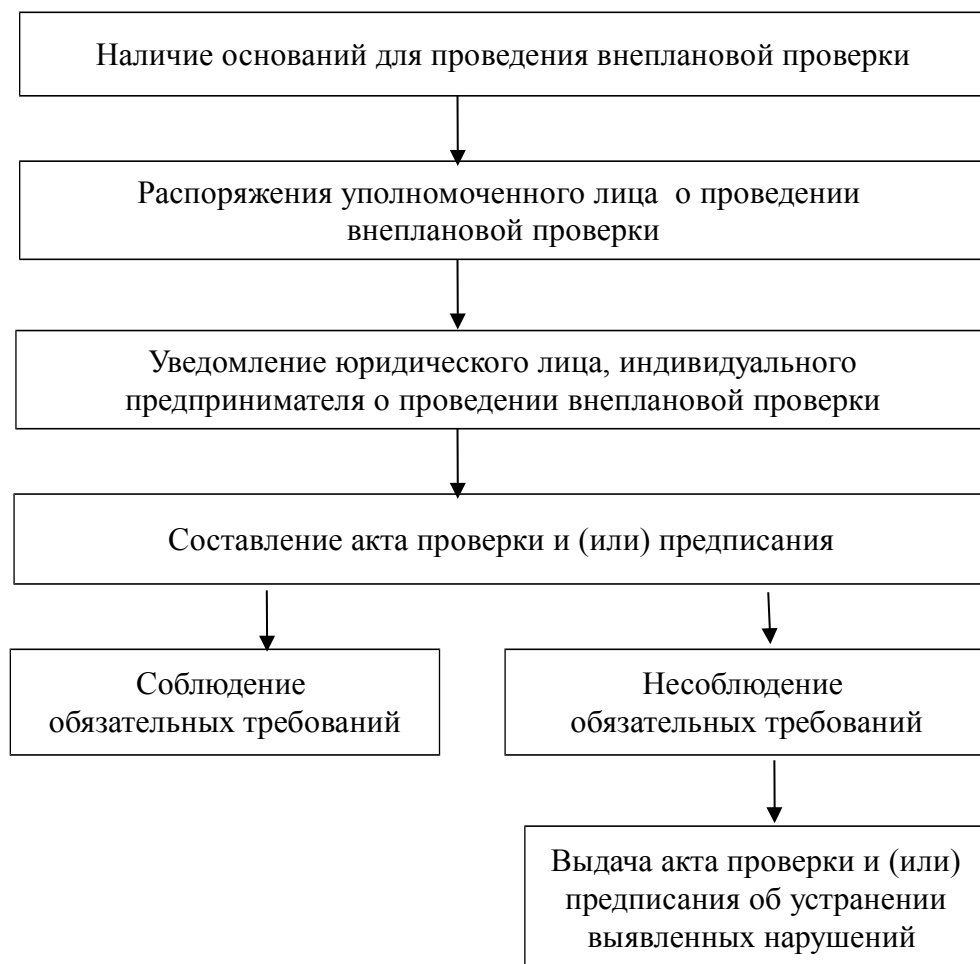 Наличие оснований для проведения внеплановой проверки
Распоряжения уполномоченного лица  о проведении
внеплановой проверки
Уведомление юридического лица, индивидуального
предпринимателя о проведении внеплановой проверки
Составление акта проверки и (или) предписания
Соблюдение
обязательных требований
Несоблюдение
обязательных требований
Выдача акта проверки и (или)
предписания об устранении
выявленных нарушений